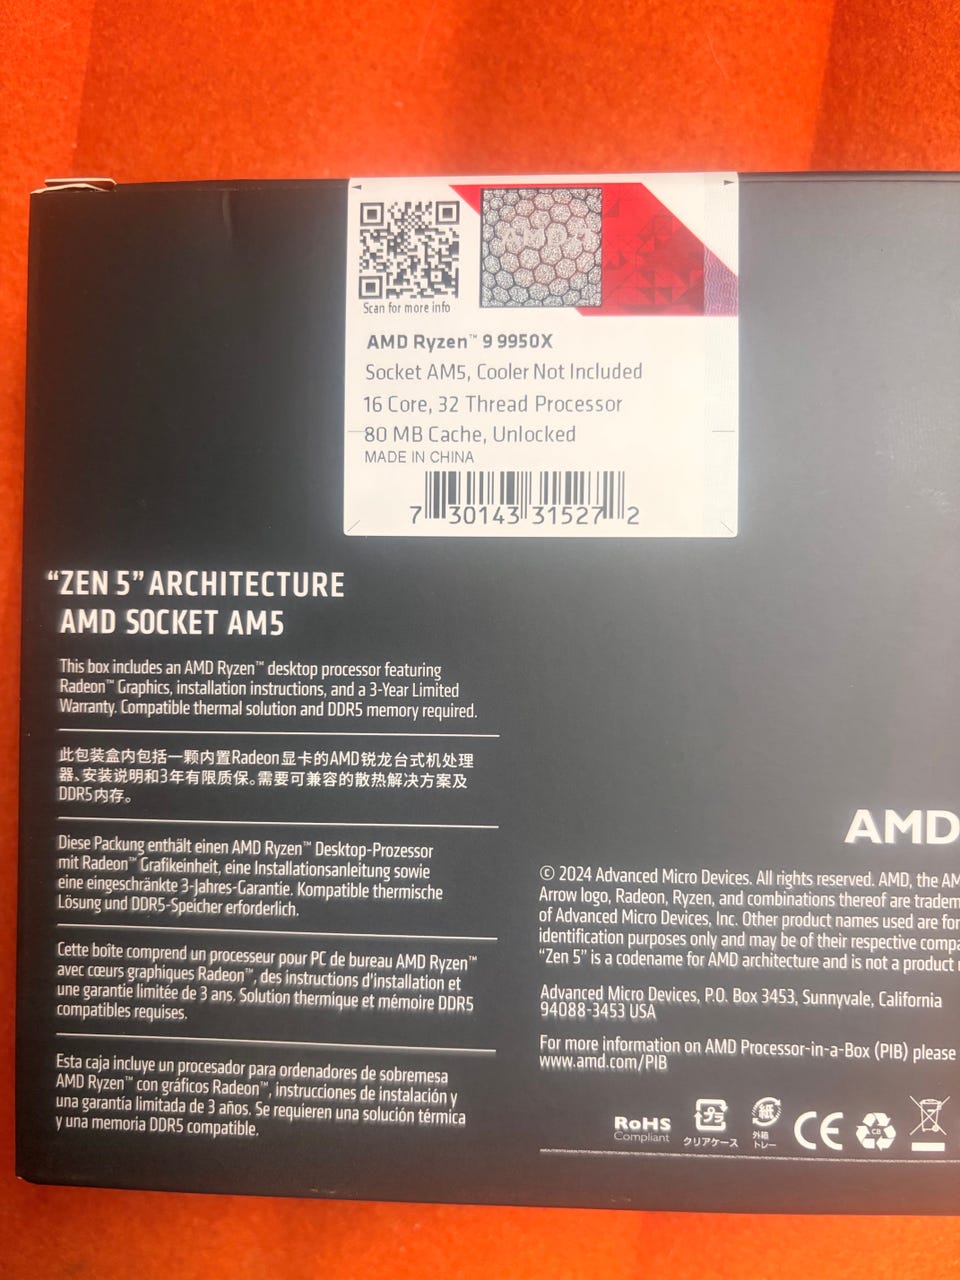 Scan for more info
AMD Ryzen™ 9 9950X
Socket AM5, Cooler Not Included
16 Core, 32 Thread Processor
80 MB Cache, Unlocked
MADE IN CHINA
7 30143 31527 2
“ZEN 5” ARCHITECTURE
AMD SOCKET AM5
This box includes an AMD Ryzen™ desktop processor featuring
Radeon™ Graphics, installation instructions, and a 3-Year Limited
Warranty. Compatible thermal solution and DDR5 memory required.
此包装盒内包括一颗内置Radeon显卡的AMD锐龙台式机处理
器、安装说明和3年有限质保。需要可兼容的散热解决方案及
DDR5内存。
Diese Packung enthält einen AMD Ryzen™ Desktop-Prozessor
mit Radeon™ Grafikeinheit, eine Installationsanleitung sowie
eine eingeschränkte 3-Jahres-Garantie. Kompatible thermische
Lösung und DDR5-Speicher erforderlich.
Cette boîte comprend un processeur pour PC de bureau AMD Ryzen™
avec cœurs graphiques Radeon™, des instructions d'installation et
une garantie limitée de 3 ans. Solution thermique et mémoire DDR5
compatibles requises.
Esta caja incluye un procesador para ordenadores de sobremesa
AMD Ryzen™ con gráficos Radeon™, instrucciones de instalación y
una garantía limitada de 3 años. Se requieren una solución térmica
y una memoria DDR5 compatible.
AMD
© 2024 Advanced Micro Devices. All rights reserved. AMD, the AM
Arrow logo, Radeon, Ryzen, and combinations thereof are tradem
of Advanced Micro Devices, Inc. Other product names used are for
identification purposes only and may be of their respective compa
“Zen 5” is a codename for AMD architecture and is not a product
Advanced Micro Devices, P.O. Box 3453, Sunnyvale, California
94088-3453 USA
For more information on AMD Processor-in-a-Box (PIB) please
www.amd.com/PIB
RoHS
Compliant
プラ
クリアケース
紙
外箱
トレー
CE
CB